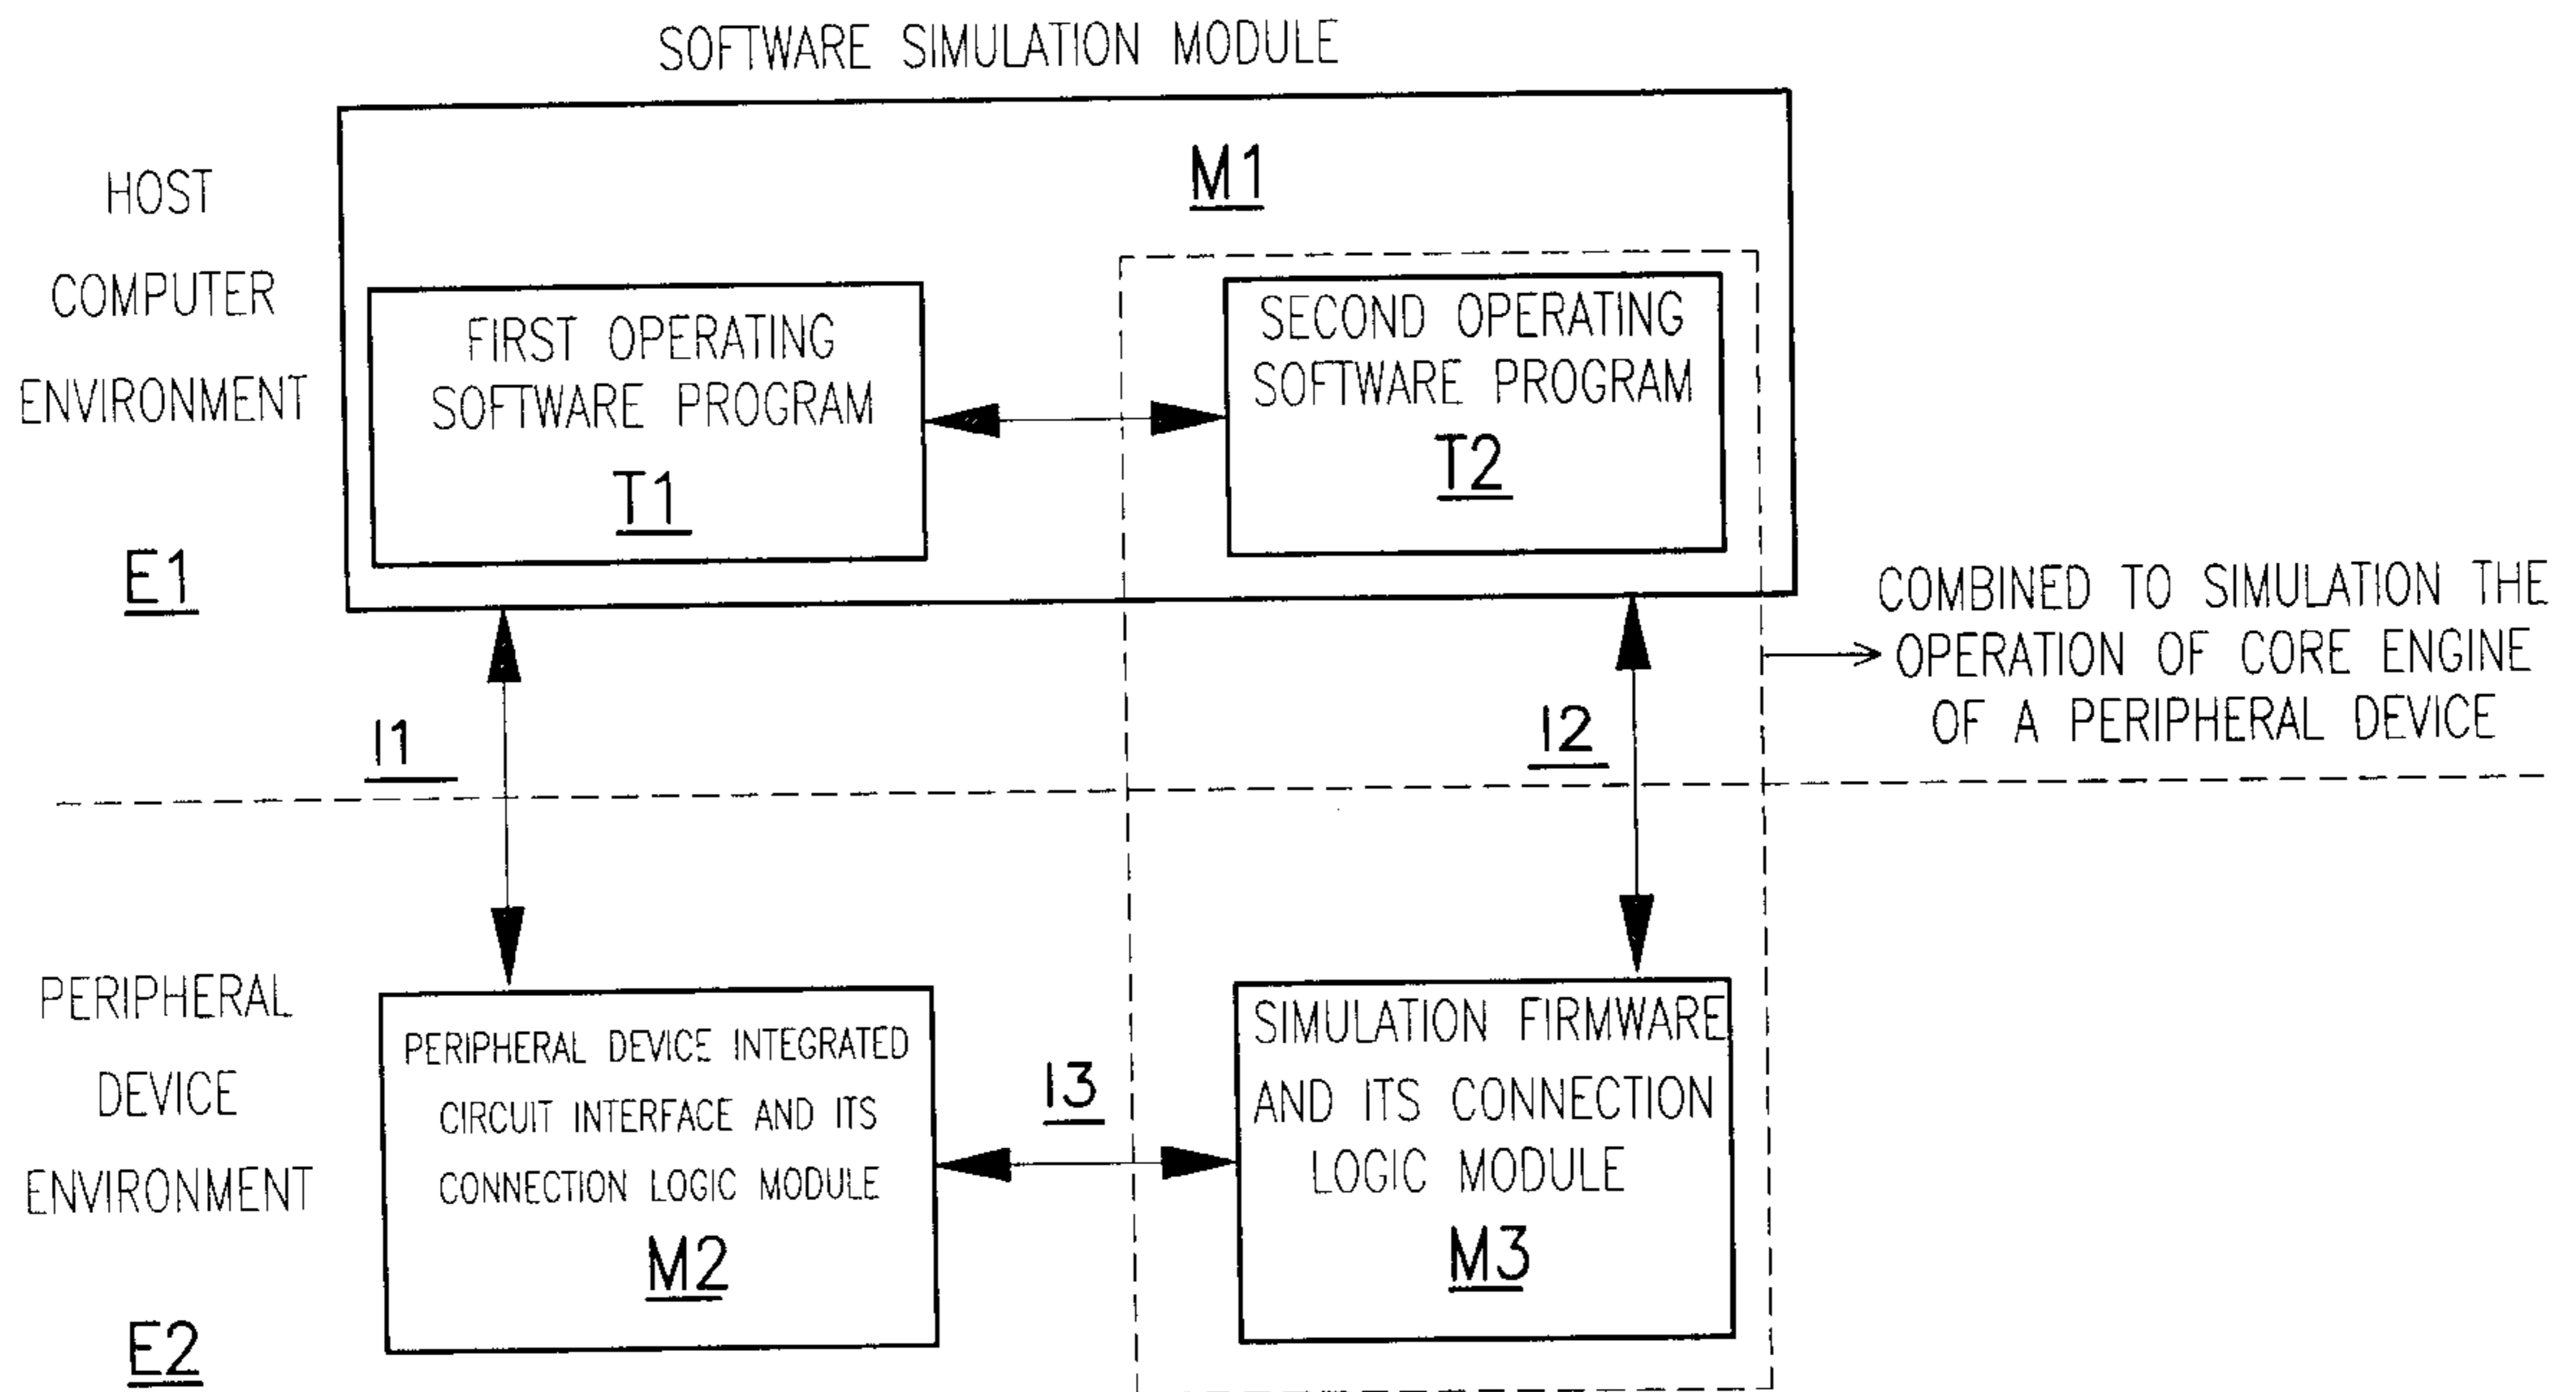 SOFTWARE SIMULATION MODULE
HOST
COMPUTER
ENVIRONMENT
E1
M1
FIRST OPERATING
SOFTWARE PROGRAM
T1
SECOND OPERATING
SOFTWARE PROGRAM
T2
COMBINED TO SIMULATION THE
OPERATION OF CORE ENGINE
OF A PERIPHERAL DEVICE
I1
I2
PERIPHERAL
DEVICE
ENVIRONMENT
E2
PERIPHERAL DEVICE INTEGRATED
CIRCUIT INTERFACE AND ITS
CONNECTION LOGIC MODULE
M2
I3
SIMULATION FIRMWARE
AND ITS CONNECTION
LOGIC MODULE
M3